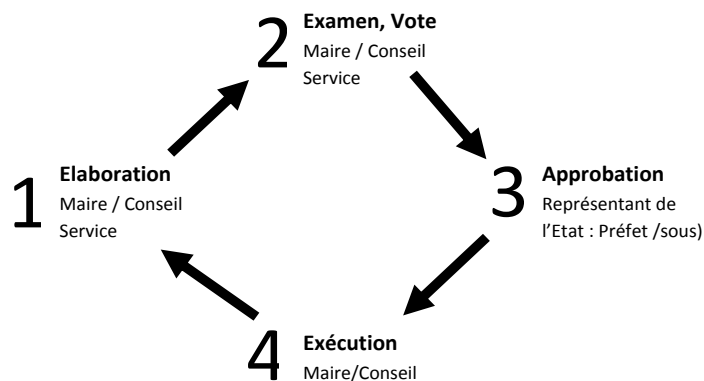 1
Elaboration
Maire / Conseil
Service
2
Examen, Vote
Maire / Conseil
Service
3
Approbation
Représentant de
l’Etat : Préfet /sous)
4
Exécution
Maire/Conseil